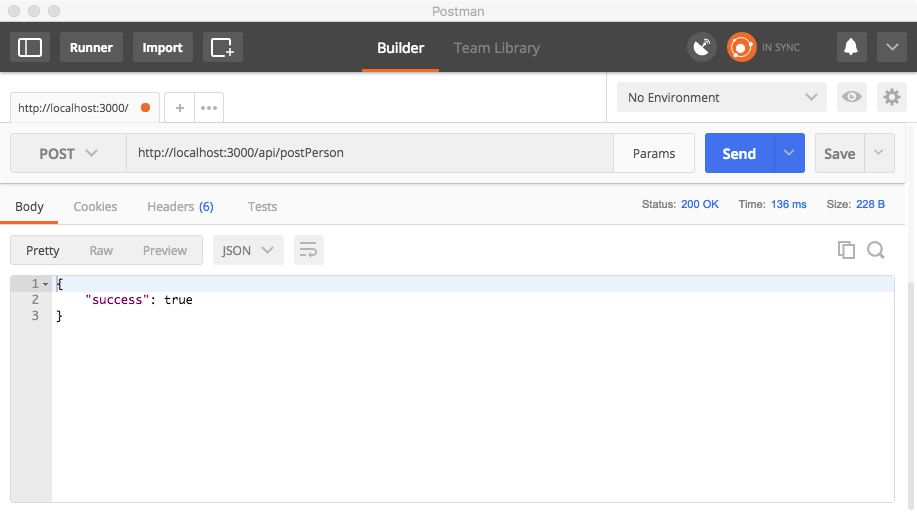 Postman
Runner Import Builder Team Library IN SYNC
http://localhost:3000/ + ••• No Environment
POST http://localhost:3000/api/postPerson Params Send Save
Body Cookies Headers (6) Tests Status: 200 OK Time: 136 ms Size: 228 B
Pretty Raw Preview JSON
1 {
2 "success": true
3 }